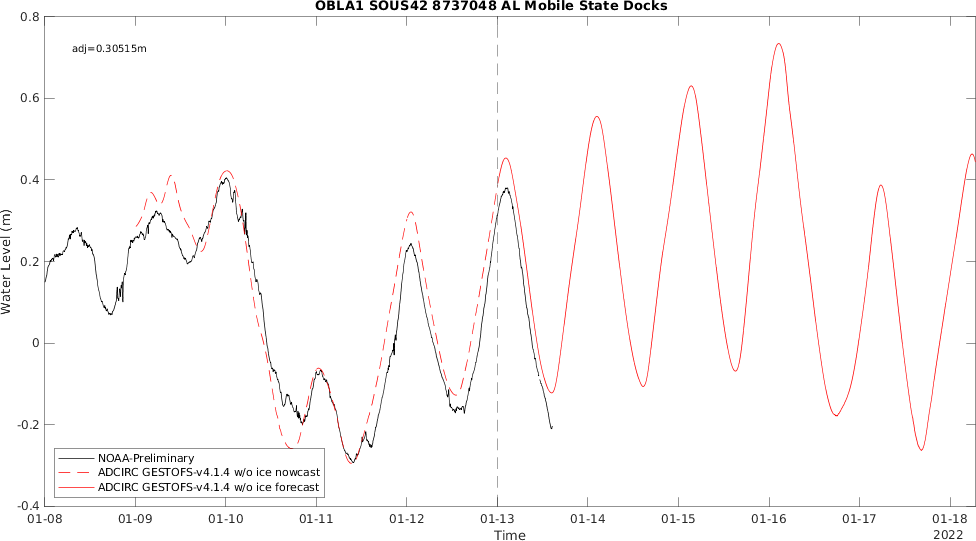 OBLA1 SOUS42 8737048 AL Mobile State Docks
adj=0.30515m
0.8
0.6
0.4
0.2
0
-0.2
-0.4
Water Level (m)
NOAA-Preliminary
ADCIRC GESTOFS-v4.1.4 w/o ice nowcast
ADCIRC GESTOFS-v4.1.4 w/o ice forecast
01-08 01-09 01-10 01-11 01-12 01-13 01-14 01-15 01-16 01-17 01-18
Time
2022